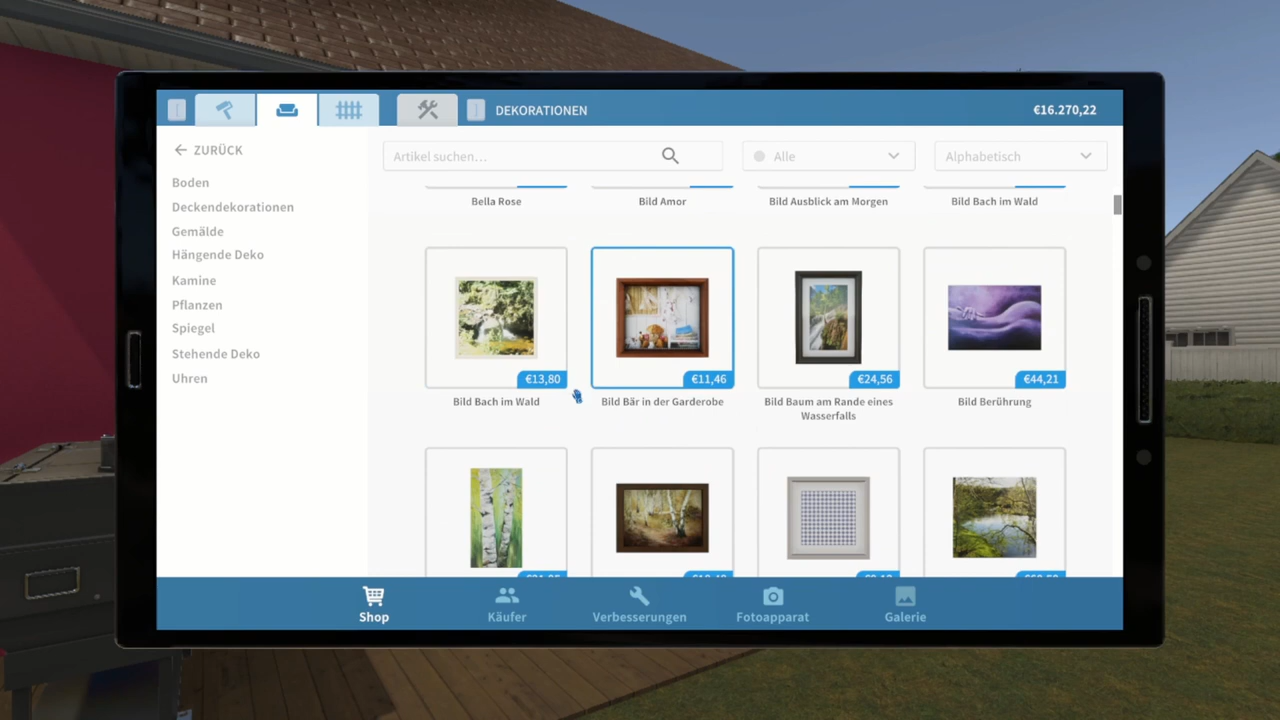 DEKORATIONEN
€16.270,22
ZURÜCK
Boden
Deckendekorationen
Gemälde
Hängende Deko
Kamine
Pflanzen
Spiegel
Stehende Deko
Uhren
Artikel suchen...
Alle
Alphabetisch
Bella Rose
Bild Amor
Bild Ausblick am Morgen
Bild Bach im Wald
€13,80
€11,46
€24,56
€44,21
Bild Bach im Wald
Bild Bär in der Garderobe
Bild Baum am Rande eines
Wasserfalls
Bild Berührung
Shop
Käufer
Verbesserungen
Fotoapparat
Galerie